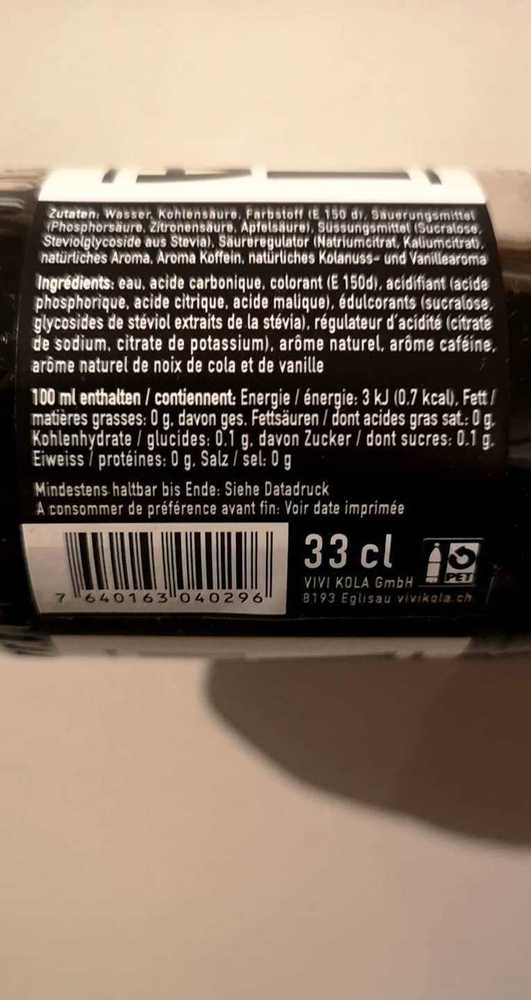 Zutaten: Wasser, Kohlensäure, Farbstoff (E 150 d), Säuerungsmittel
(Phosphorsäure, Zitronensäure, Apfelsäure), Süssungsmittel (Sucralose,
Steviolglycoside aus Stevia), Säureregulator (Natriumcitrat, Kaliumcitrat),
natürliches Aroma, Aroma Koffein, natürliches Kolanuss- und Vanillearoma
Ingrédients: eau, acide carbonique, colorant (E 150d), acidifiant (acide
phosphorique, acide citrique, acide malique), édulcorants (sucralose,
glycosides de stéviol extraits de la stévia), régulateur d'acidité (citrate
de sodium, citrate de potassium), arôme naturel, arôme caféine,
arôme naturel de noix de cola et de vanille
100 ml enthalten / contiennent: Energie / énergie: 3 kJ (0.7 kcal), Fett /
matières grasses: 0 g, davon ges. Fettsäuren / dont acides gras sat.: 0 g,
Kohlenhydrate / glucides: 0.1 g, davon Zucker / dont sucres: 0.1 g,
Eiweiss / protéines: 0 g, Salz / sel: 0 g
Mindestens haltbar bis Ende: Siehe Datadruck
A consommer de préférence avant fin: Voir date imprimée
33 cl
VIVI KOLA GmbH
8193 Eglisau vivikola.ch
PET
7 640163 040296